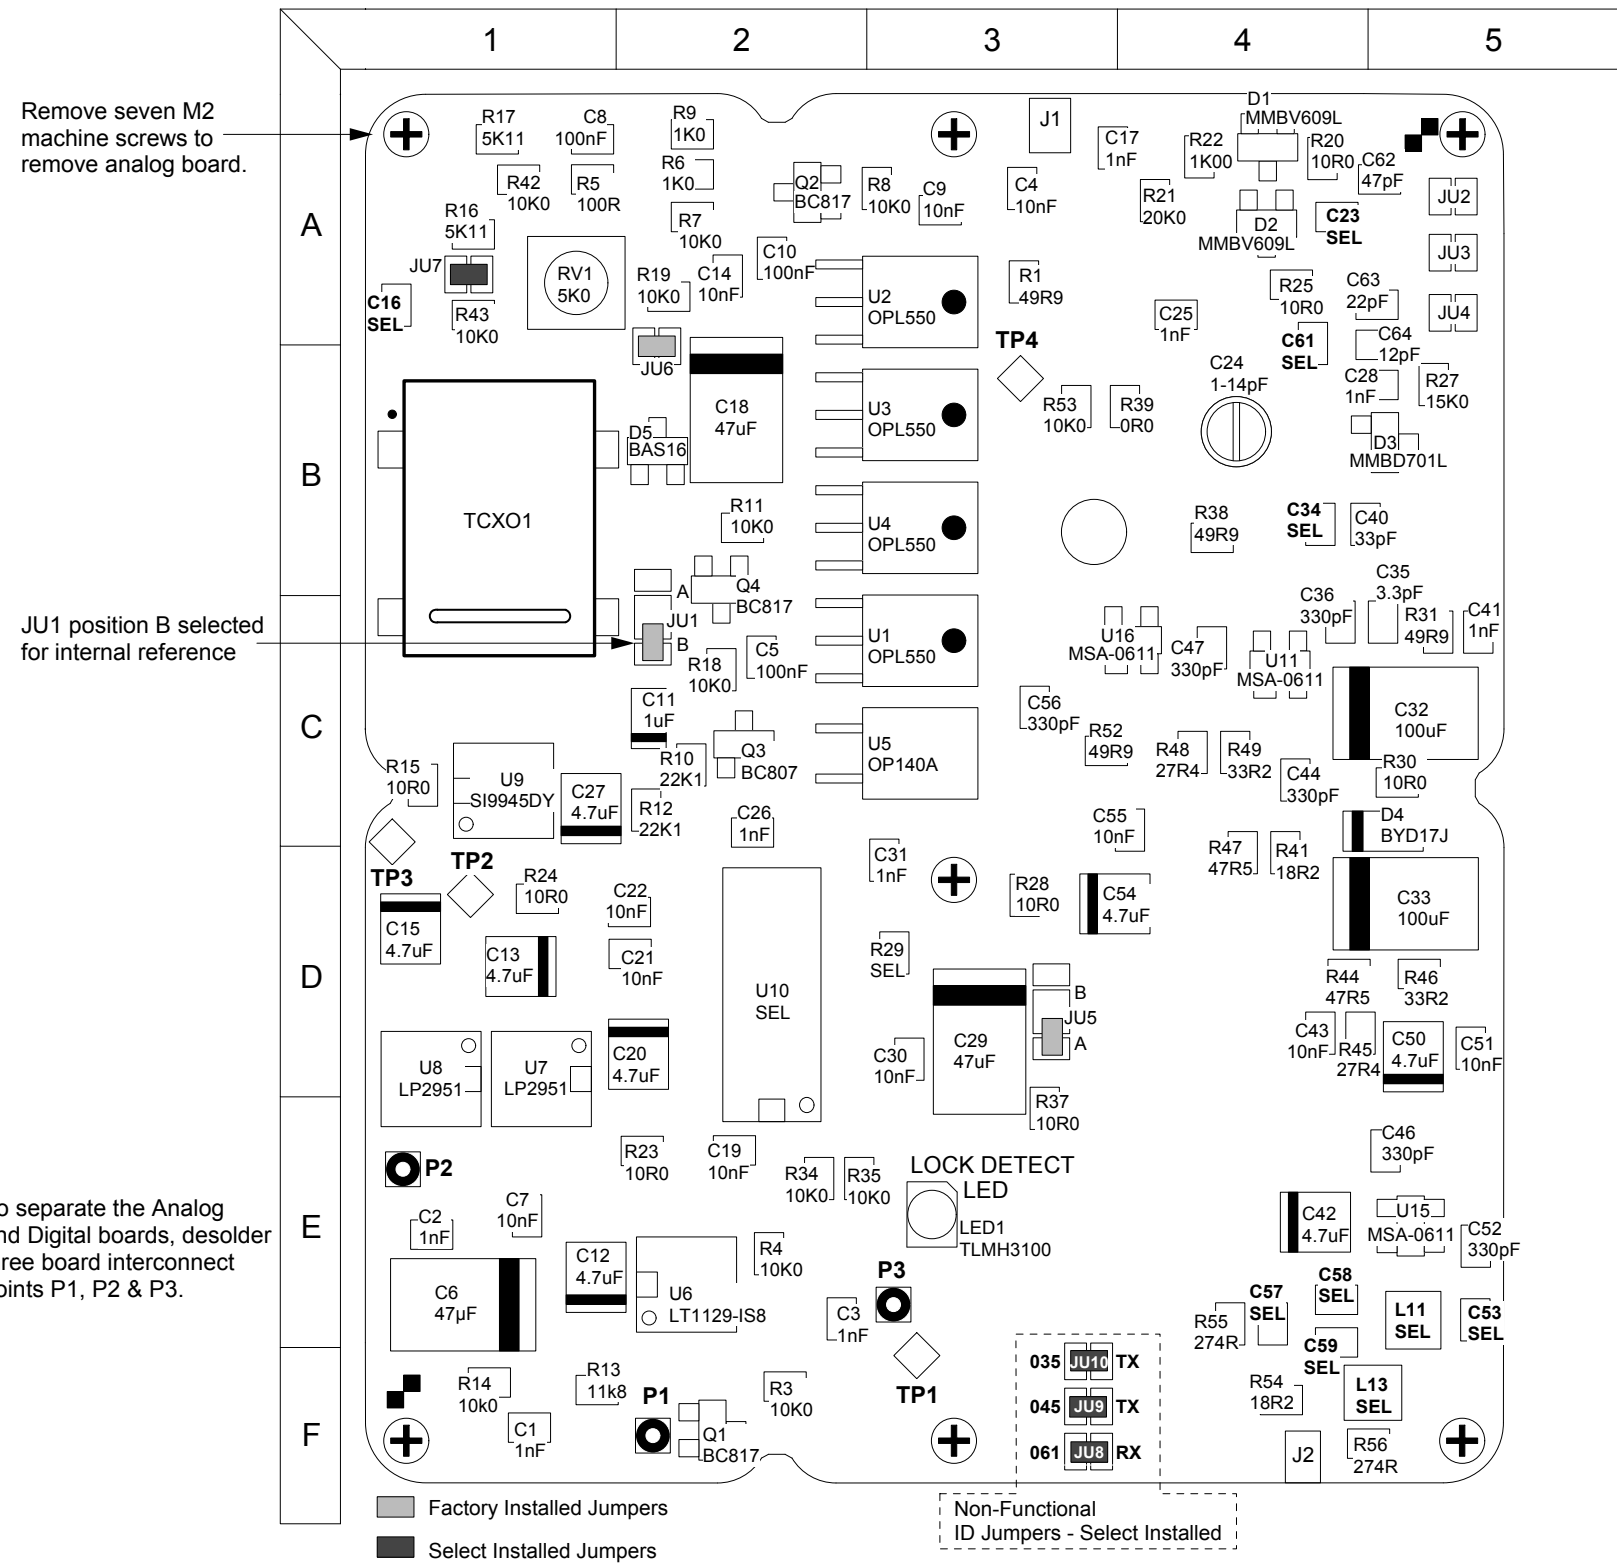 1 2 3 4 5
A
B
C
D
E
F
Remove seven M2
machine screws to
remove analog board.
JU1 position B selected
for internal reference
o separate the Analog
nd Digital boards, desolder
ree board interconnect
oints P1, P2 & P3.
R17
5K11
C8
100nF
R9
1K0
J1
C17
1nF
D1
MMBV609L
R22
1K00
R20
10R0
C62
47pF
R42
10K0
R5
100R
R6
1K0
Q2
BC817
R8
10K0
C9
10nF
C4
10nF
R21
20K0
JU2
R16
5K11
R7
10K0
D2
MMBV609L
C23
SEL
JU3
JU7
RV1
5K0
R19
10K0
C14
10nF
C10
100nF
U2
OPL550
R1
49R9
R25
10R0
C63
22pF
JU4
C16
SEL
R43
10K0
C25
1nF
TP4
C61
SEL
C64
12pF
JU6
C24
1-14pF
C28
1nF
R27
15K0
C18
47uF
U3
OPL550
R53
10K0
R39
0R0
D5
BAS16
D3
MMBD701L
TCXO1
R11
10K0
U4
OPL550
R38
49R9
C34
SEL
C40
33pF
A
Q4
BC817
C36
330pF
C35
3.3pF
R31
49R9
C41
1nF
JU1
B
U1
OPL550
U16
MSA-0611
C47
330pF
U11
MSA-0611
R18
10K0
C5
100nF
C11
1uF
C56
330pF
C32
100uF
U5
OP140A
R52
49R9
R48
27R4
R49
33R2
Q3
BC807
R10
22K1
R15
10R0
U9
SI9945DY
C27
4.7uF
C44
330pF
R30
10R0
R12
22K1
C26
1nF
C55
10nF
D4
BYD17J
TP3
TP2
C31
1nF
R47
47R5
R41
18R2
R24
10R0
C22
10nF
R28
10R0
C54
4.7uF
C33
100uF
C15
4.7uF
C13
4.7uF
C21
10nF
R29
SEL
R44
47R5
R46
33R2
U10
SEL
B
JU5
A
C29
47uF
C43
10nF
R45
27R4
C50
4.7uF
C51
10nF
U8
LP2951
U7
LP2951
C20
4.7uF
C30
10nF
R37
10R0
P2
R23
10R0
C19
10nF
R34
10K0
R35
10K0
LOCK DETECT
LED
C46
330pF
C2
1nF
C7
10nF
LED1
TLMH3100
C42
4.7uF
U15
MSA-0611
C52
330pF
C12
4.7uF
R4
10K0
P3
C6
47µF
U6
LT1129-IS8
C3
1nF
R55
274R
C57
SEL
C58
SEL
L11
SEL
C53
SEL
C59
SEL
TP1
035 JU10 TX
045 JU9 TX
061 JU8 RX
R14
10k0
R13
11k8
P1
R3
10K0
R54
18R2
L13
SEL
C1
1nF
Q1
BC817
J2
R56
274R
Factory Installed Jumpers
Select Installed Jumpers
Non-Functional
ID Jumpers - Select Installed